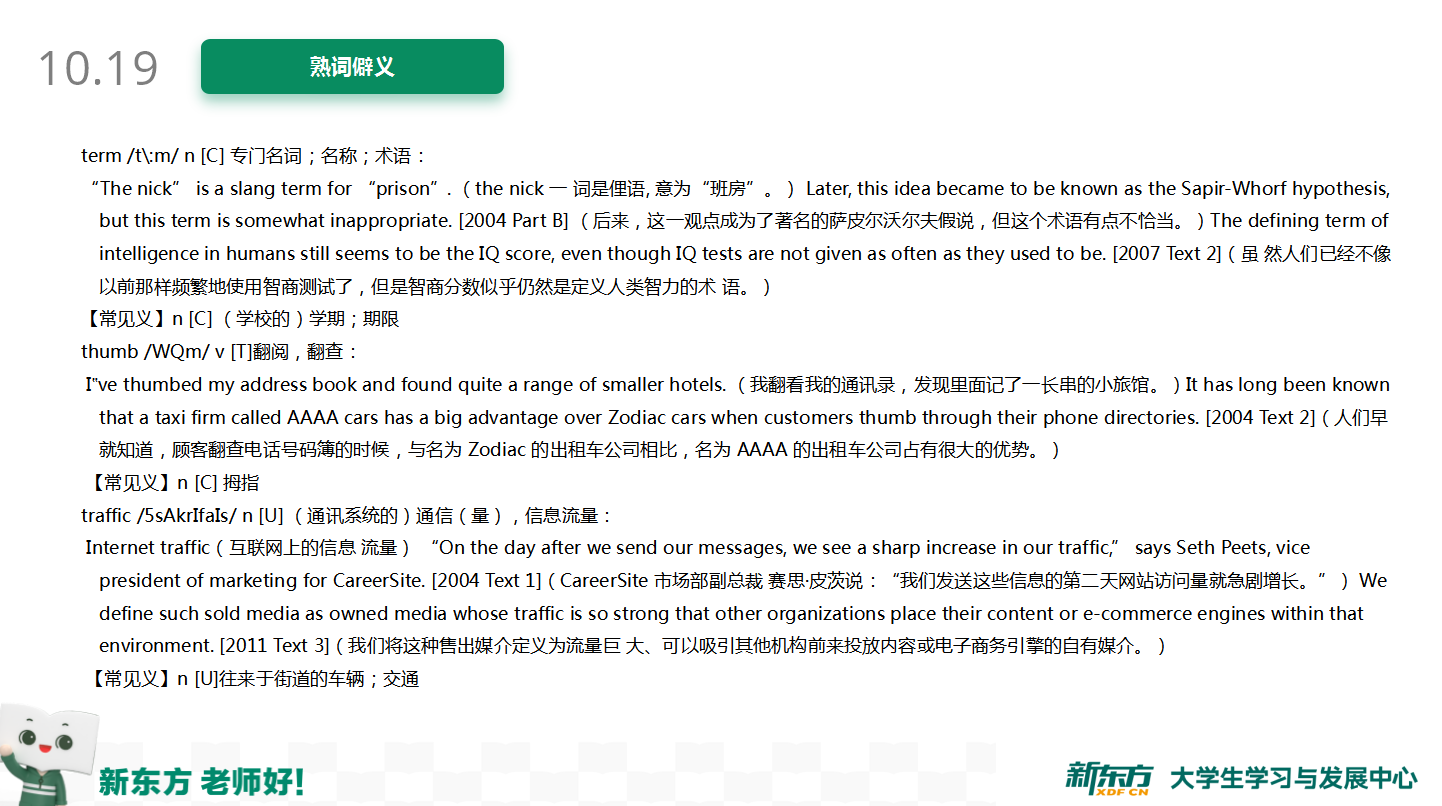 10.19
熟词僻义
term /t\:m/ n [C] 专门名词；名称；术语：
“The nick” is a slang term for “prison”. （the nick 一 词是俚语, 意为“班房”。） Later, this idea became to be known as the Sapir-Whorf hypothesis,
but this term is somewhat inappropriate. [2004 Part B] （后来，这一观点成为了著名的萨皮尔沃尔夫假说，但这个术语有点不恰当。）The defining term of
intelligence in humans still seems to be the IQ score, even though IQ tests are not given as often as they used to be. [2007 Text 2]（虽 然人们已经不像
以前那样频繁地使用智商测试了，但是智商分数似乎仍然是定义人类智力的术 语。）
【常见义】n [C] （学校的）学期；期限
thumb /WQm/ v [T]翻阅，翻查：
I‟ve thumbed my address book and found quite a range of smaller hotels. （我翻看我的通讯录，发现里面记了一长串的小旅馆。）It has long been known
that a taxi firm called AAAA cars has a big advantage over Zodiac cars when customers thumb through their phone directories. [2004 Text 2]（人们早
就知道，顾客翻查电话号码簿的时候，与名为 Zodiac 的出租车公司相比，名为 AAAA 的出租车公司占有很大的优势。）
【常见义】n [C] 拇指
traffic /5sAkrIfaIs/ n [U] （通讯系统的）通信（量），信息流量：
Internet traffic（互联网上的信息 流量） “On the day after we send our messages, we see a sharp increase in our traffic,” says Seth Peets, vice
president of marketing for CareerSite. [2004 Text 1]（CareerSite 市场部副总裁 赛思·皮茨说：“我们发送这些信息的第二天网站访问量就急剧增长。”） We
define such sold media as owned media whose traffic is so strong that other organizations place their content or e-commerce engines within that
environment. [2011 Text 3]（我们将这种售出媒介定义为流量巨 大、可以吸引其他机构前来投放内容或电子商务引擎的自有媒介。）
【常见义】n [U]往来于街道的车辆；交通
新东方 老师好!
新东方 XDF.CN 大学生学习与发展中心